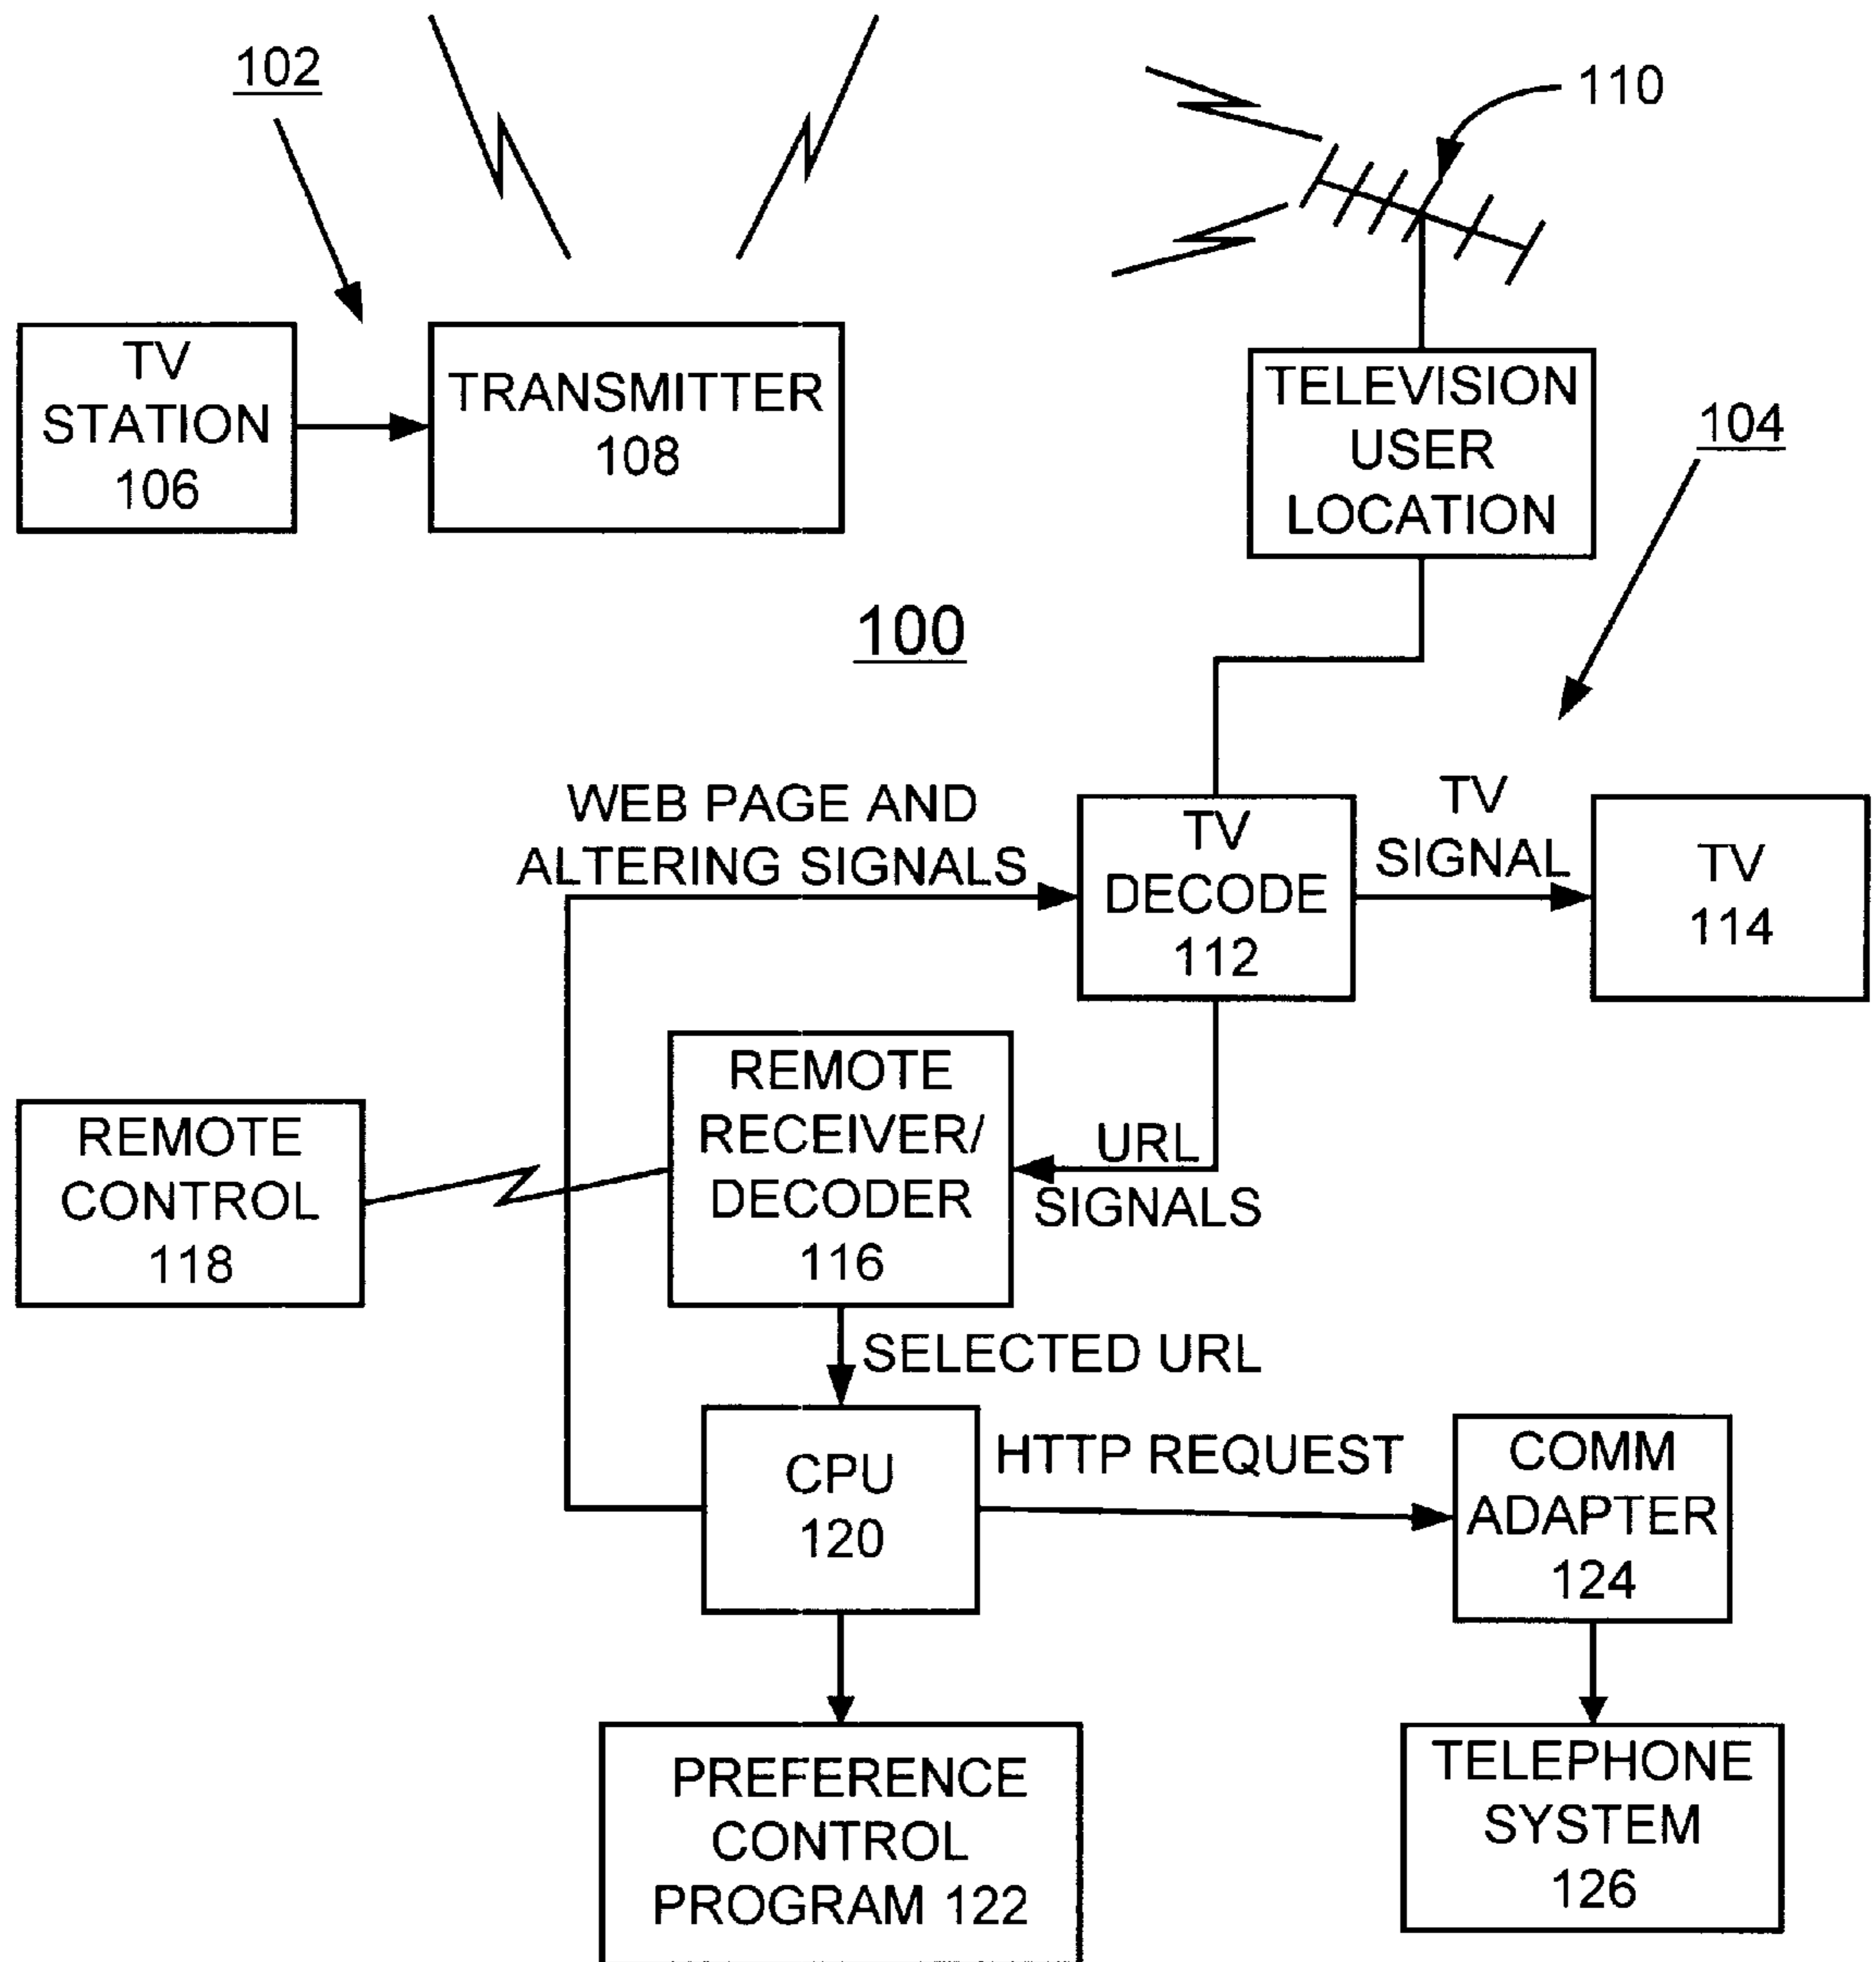 102
110
TV
STATION
106
TRANSMITTER
108
TELEVISION
USER
LOCATION
104
100
WEB PAGE AND
ALTERING SIGNALS
TV
DECODE
112
TV
SIGNAL
TV
114
REMOTE
CONTROL
118
REMOTE
RECEIVER/
DECODER
116
URL
SIGNALS
SELECTED URL
CPU
120
HTTP REQUEST
COMM
ADAPTER
124
PREFERENCE
CONTROL
PROGRAM 122
TELEPHONE
SYSTEM
126